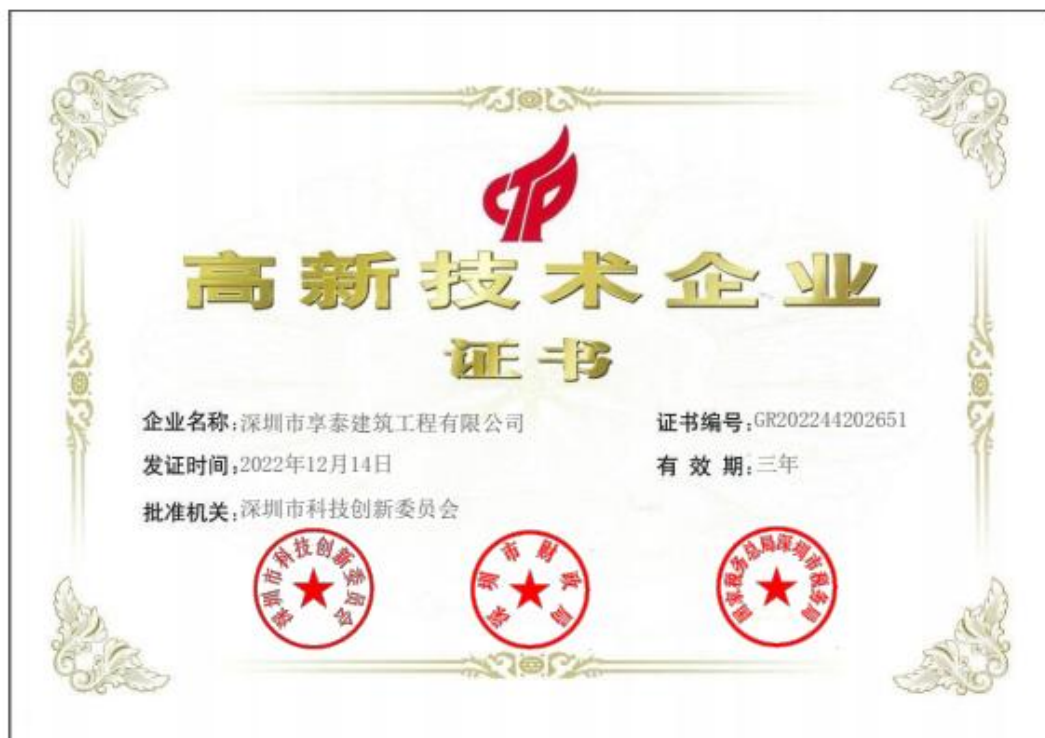 高新技术企业
证书
企业名称:深圳市享泰建筑工程有限公司
证书编号:GR202244202651
发证时间:2022年12月14日
有 效 期:三年
批准机关:深圳市科技创新委员会
深圳市科技创新委员会
深圳市财政局
国家税务总局深圳市税务局